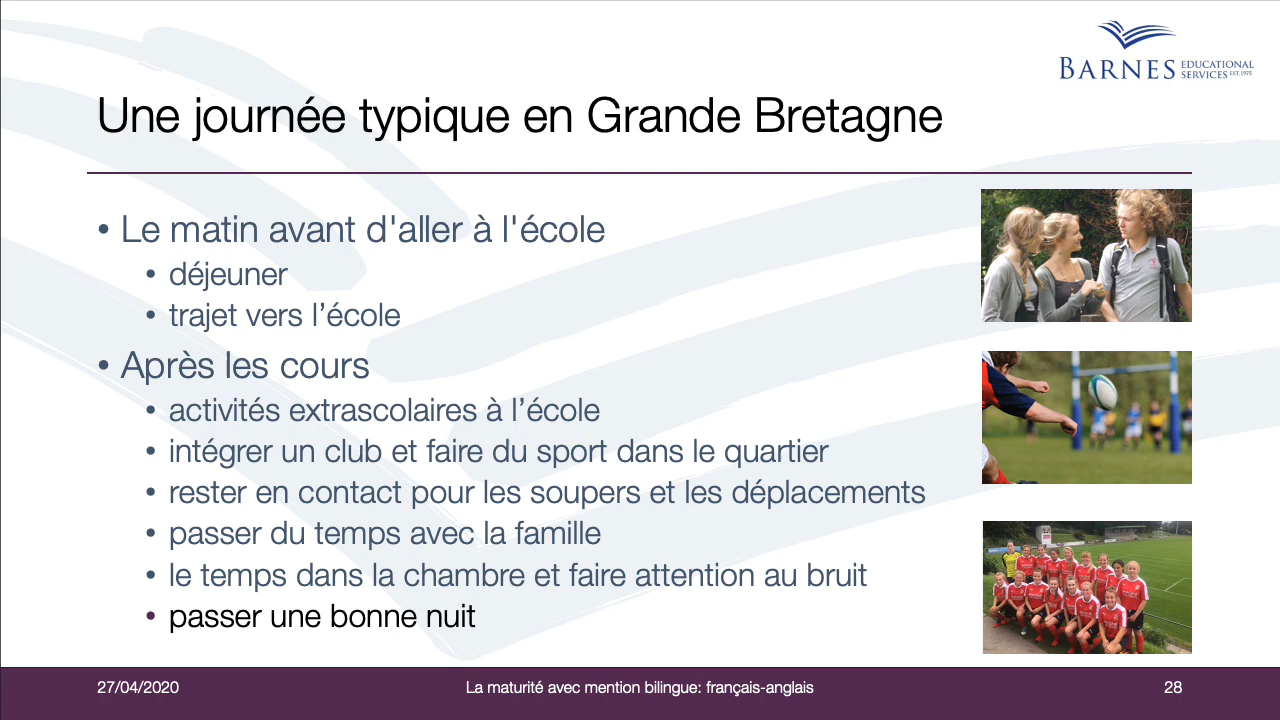 BARNES EDUCATIONAL SERVICES EST. 1975
Une journée typique en Grande Bretagne
• Le matin avant d'aller à l'école
• déjeuner
• trajet vers l’école
• Après les cours
• activités extrascolaires à l’école
• intégrer un club et faire du sport dans le quartier
• rester en contact pour les soupers et les déplacements
• passer du temps avec la famille
• le temps dans la chambre et faire attention au bruit
• passer une bonne nuit
27/04/2020
La maturité avec mention bilingue: français-anglais
28